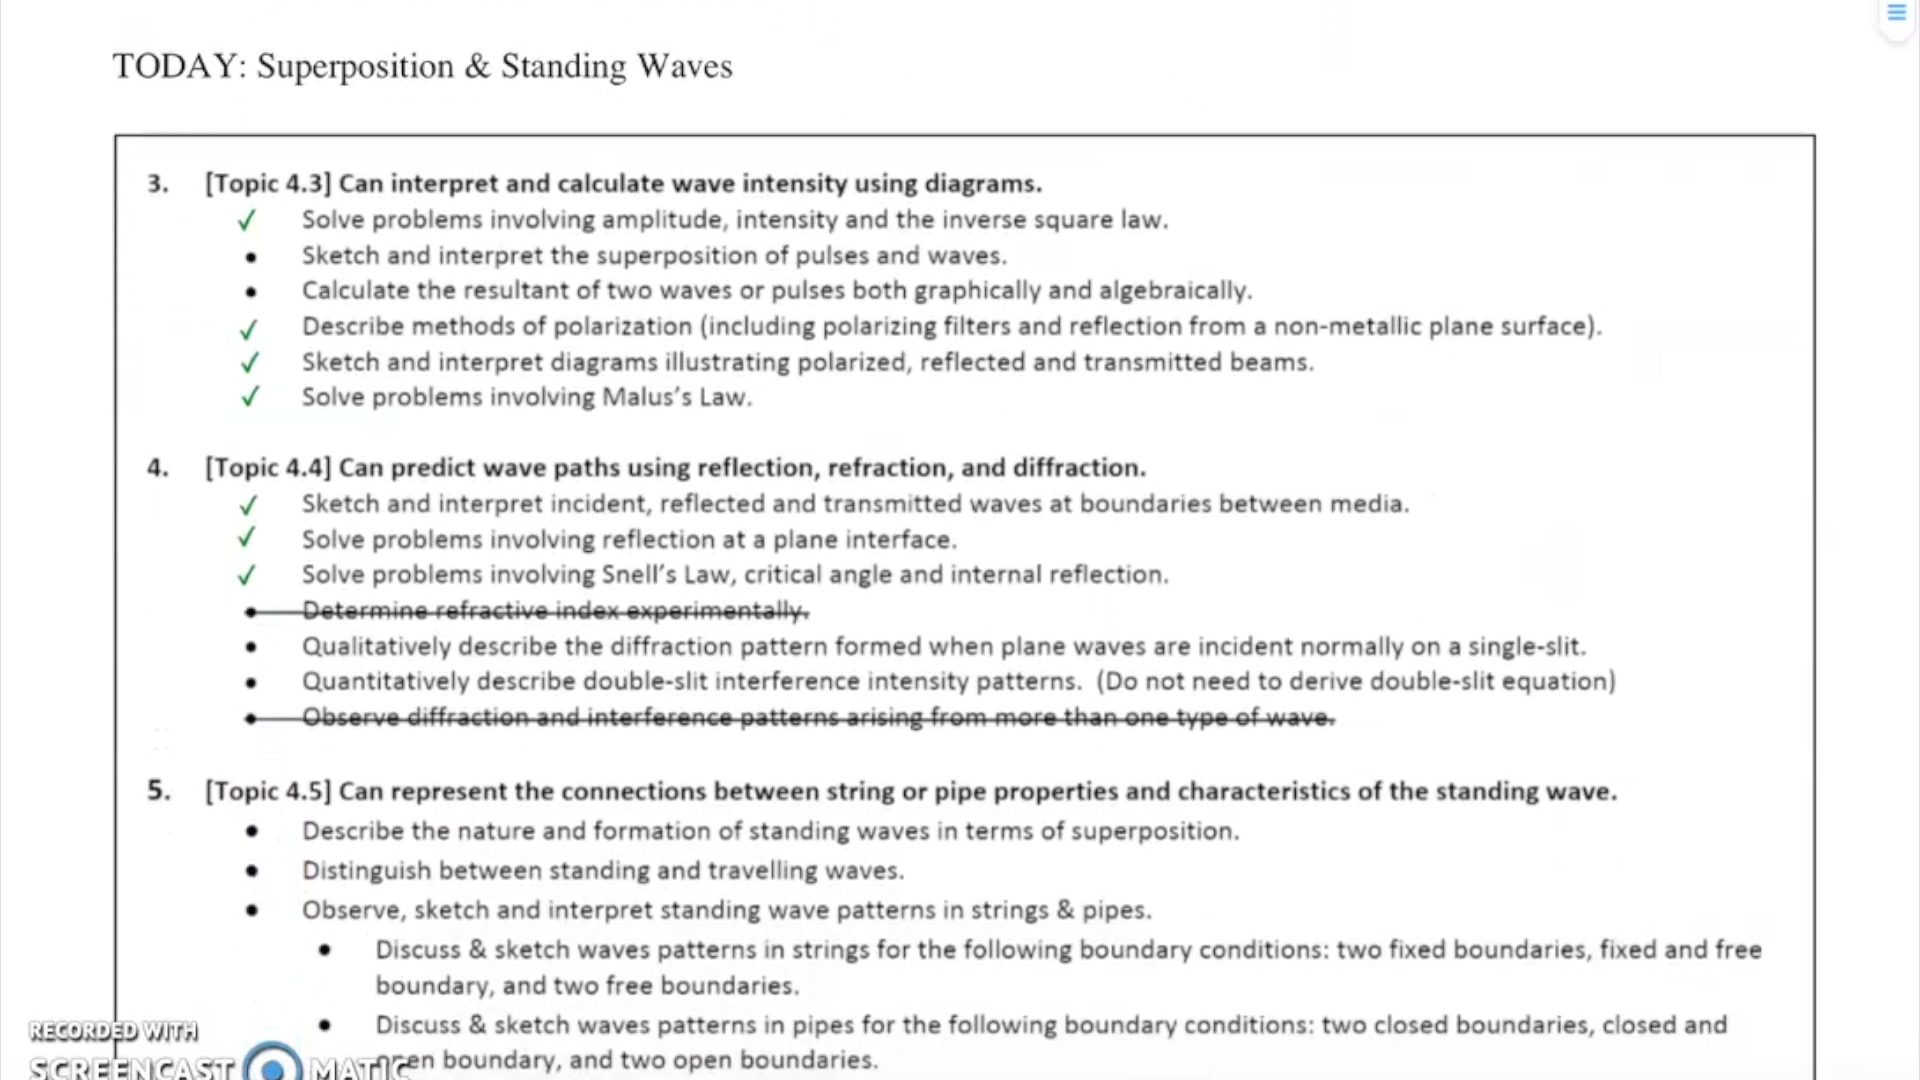 TODAY: Superposition & Standing Waves
3. [Topic 4.3] Can interpret and calculate wave intensity using diagrams.
✓ Solve problems involving amplitude, intensity and the inverse square law.
• Sketch and interpret the superposition of pulses and waves.
• Calculate the resultant of two waves or pulses both graphically and algebraically.
✓ Describe methods of polarization (including polarizing filters and reflection from a non-metallic plane surface).
✓ Sketch and interpret diagrams illustrating polarized, reflected and transmitted beams.
✓ Solve problems involving Malus's Law.
4. [Topic 4.4] Can predict wave paths using reflection, refraction, and diffraction.
✓ Sketch and interpret incident, reflected and transmitted waves at boundaries between media.
✓ Solve problems involving reflection at a plane interface.
✓ Solve problems involving Snell's Law, critical angle and internal reflection.
• Determine refractive index experimentally.
• Qualitatively describe the diffraction pattern formed when plane waves are incident normally on a single-slit.
• Quantitatively describe double-slit interference intensity patterns. (Do not need to derive double-slit equation)
• Observe diffraction and interference patterns arising from more than one type of wave.
5. [Topic 4.5] Can represent the connections between string or pipe properties and characteristics of the standing wave.
• Describe the nature and formation of standing waves in terms of superposition.
• Distinguish between standing and travelling waves.
• Observe, sketch and interpret standing wave patterns in strings & pipes.
• Discuss & sketch waves patterns in strings for the following boundary conditions: two fixed boundaries, fixed and free
boundary, and two free boundaries.
• Discuss & sketch waves patterns in pipes for the following boundary conditions: two closed boundaries, closed and
open boundary, and two open boundaries.
RECORDED WITH
SCREENCAST MATIC